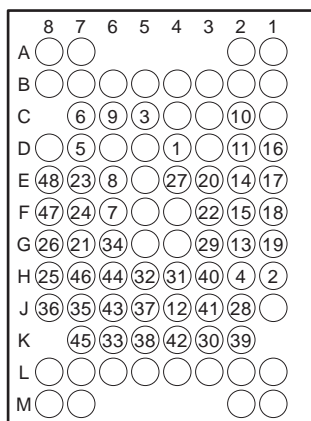 8 7 6 5 4 3 2 1
A
B
C 6 9 3 10
D 5 1 11 16
E 48 23 8 27 20 14 17
F 47 24 7 22 15 18
G 26 21 34 29 13 19
H 25 46 44 32 31 40 4 2
J 36 35 43 37 12 41 28
K 45 33 38 42 30 39
L
M